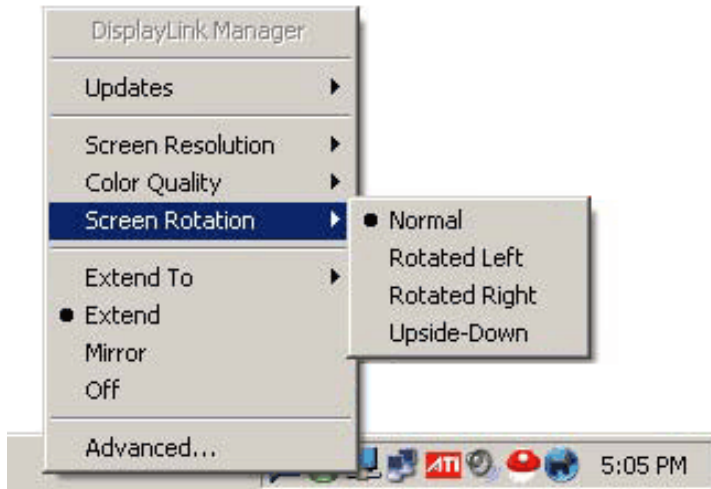 DisplayLink Manager
Updates
Screen Resolution
Color Quality
Screen Rotation
Normal
Rotated Left
Rotated Right
Upside-Down
Extend To
Extend
Mirror
Off
Advanced...
ATI
5:05 PM